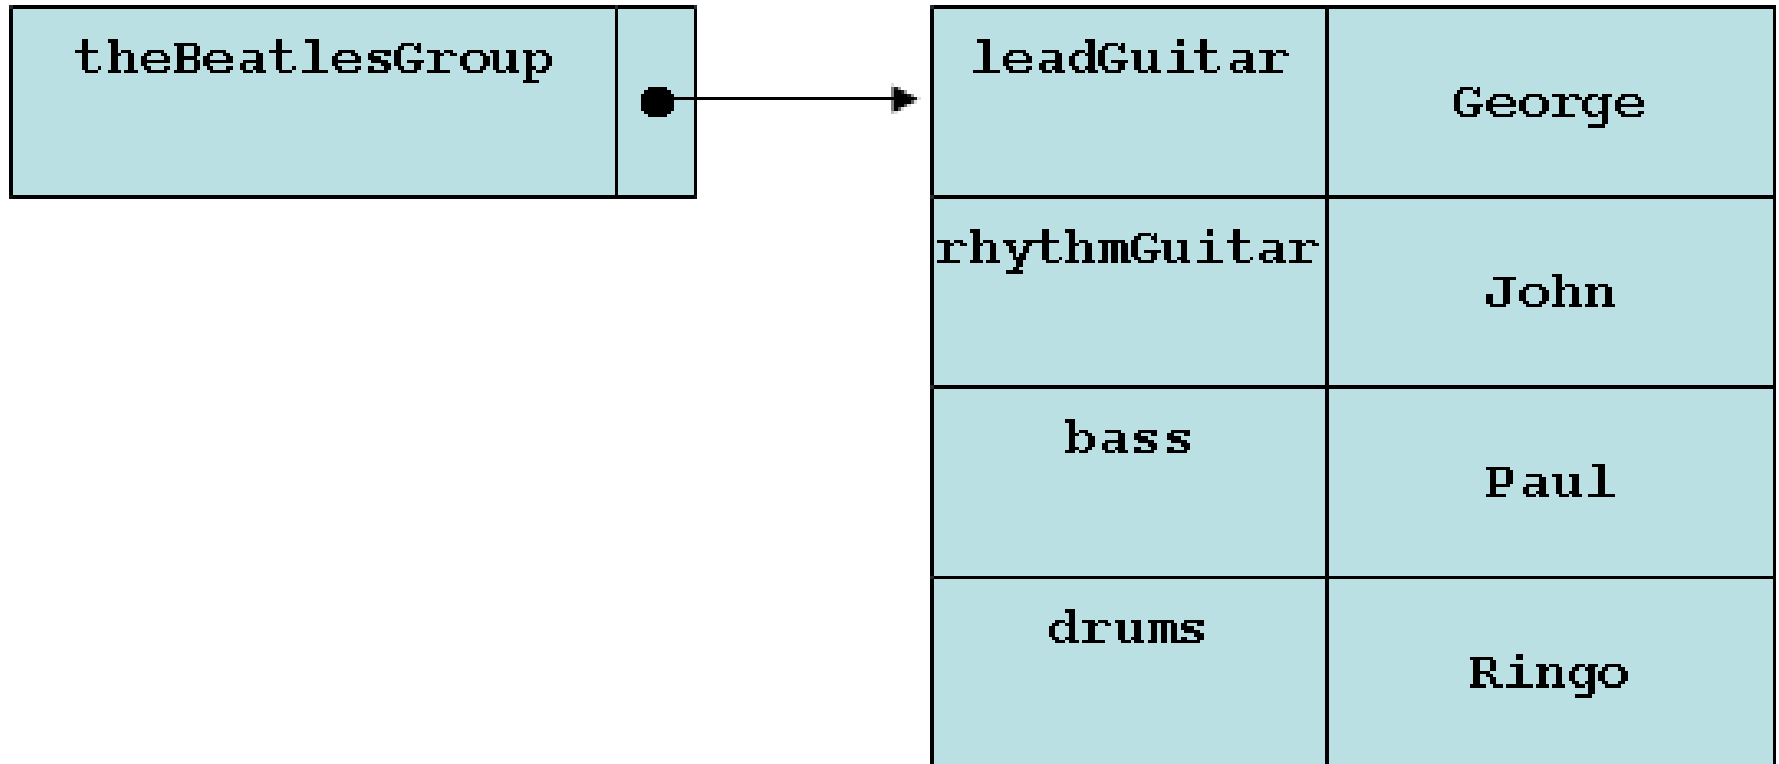 theBeatlesGroup
leadGuitar
George
rhythmGuitar
John
bass
Paul
drums
Ringo